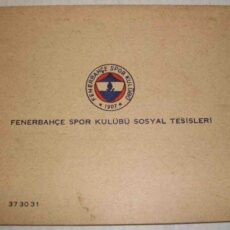 FENERBAHÇE SPOR KULÜBÜ
1907
FENERBAHÇE SPOR KULÜBÜ SOSYAL TESİSLERİ
37 30 31